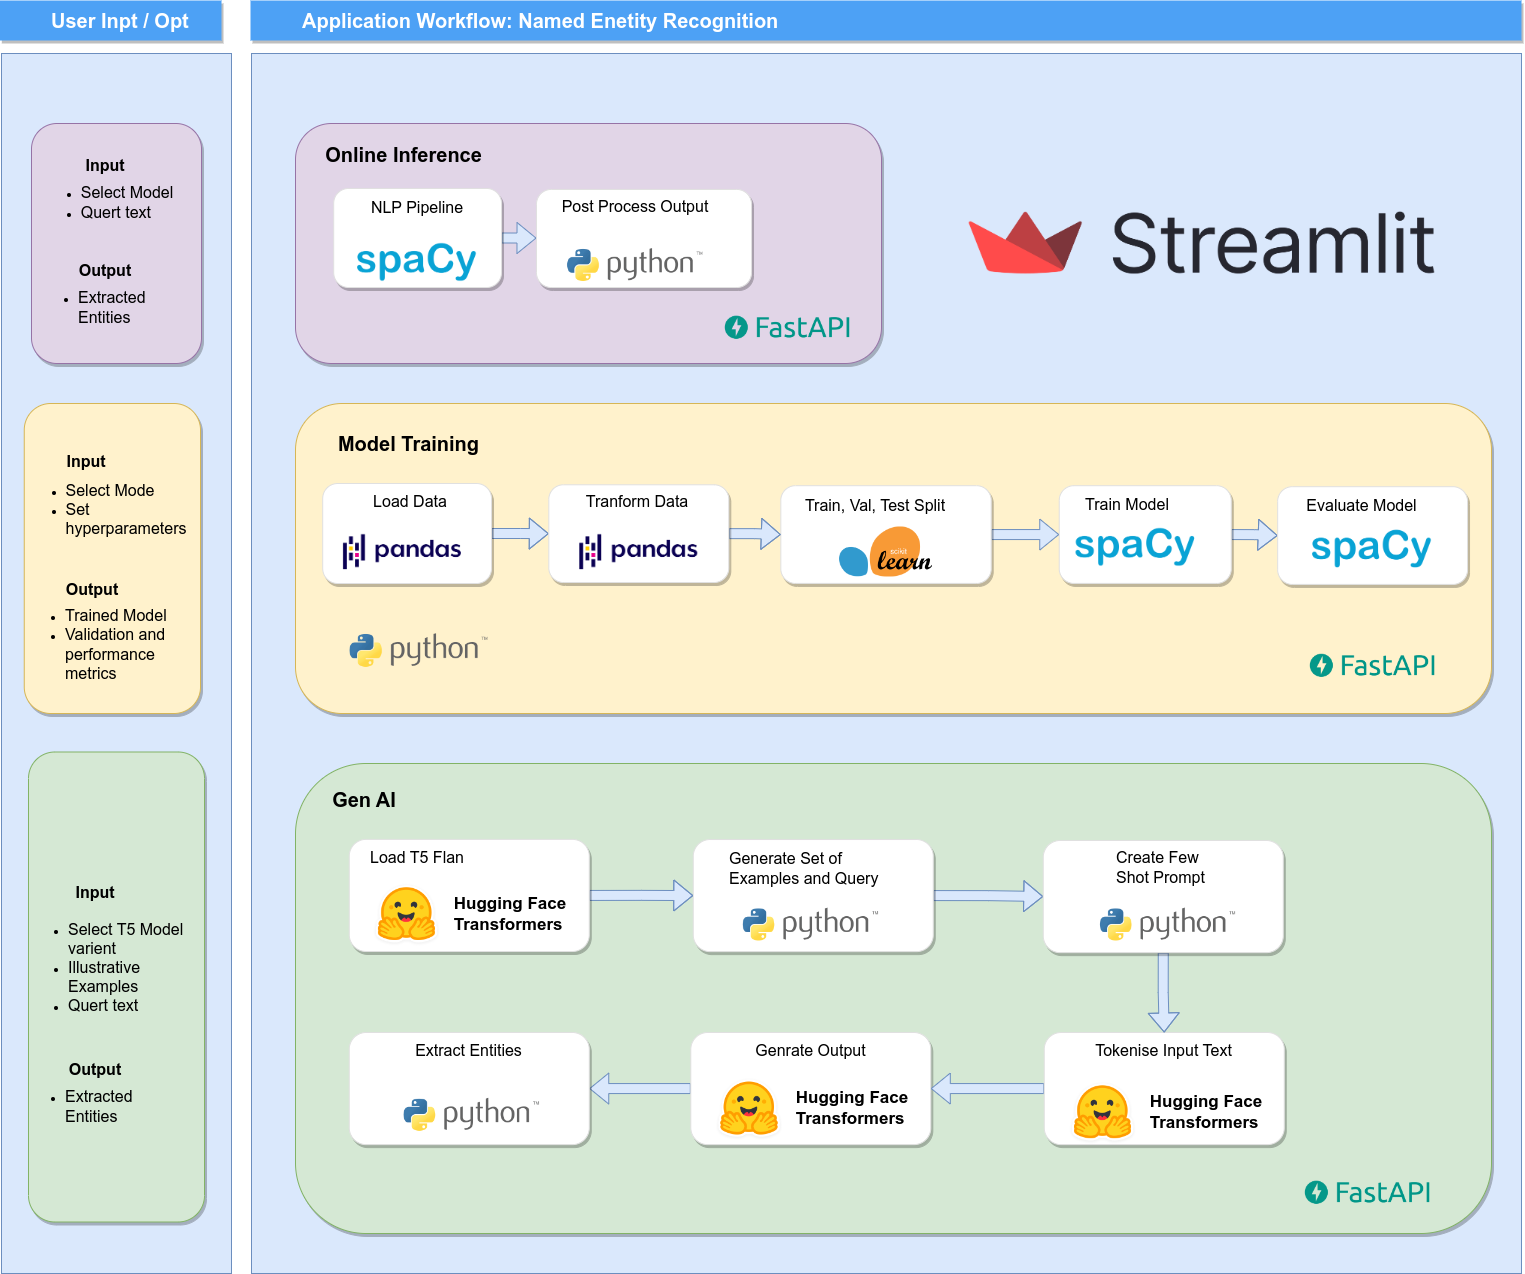 User Inpt / Opt
Application Workflow: Named Enetity Recognition
Input
Select Model
Quert text
Output
Extracted
Entities
Online Inference
NLP Pipeline
spaCy
Post Process Output
python™
FastAPI
Streamlit
Input
Select Mode
Set
hyperparameters
Output
Trained Model
Validation and
performance
metrics
Model Training
Load Data
pandas
Tranform Data
pandas
Train, Val, Test Split
scikit
learn
Train Model
spaCy
Evaluate Model
spaCy
python™
FastAPI
Input
Select T5 Model
varient
Illustrative
Examples
Quert text
Output
Extracted
Entities
Gen AI
Load T5 Flan
Hugging Face
Transformers
Generate Set of
Examples and Query
python™
Create Few
Shot Prompt
python™
Extract Entities
python™
Genrate Output
Hugging Face
Transformers
Tokenise Input Text
Hugging Face
Transformers
FastAPI